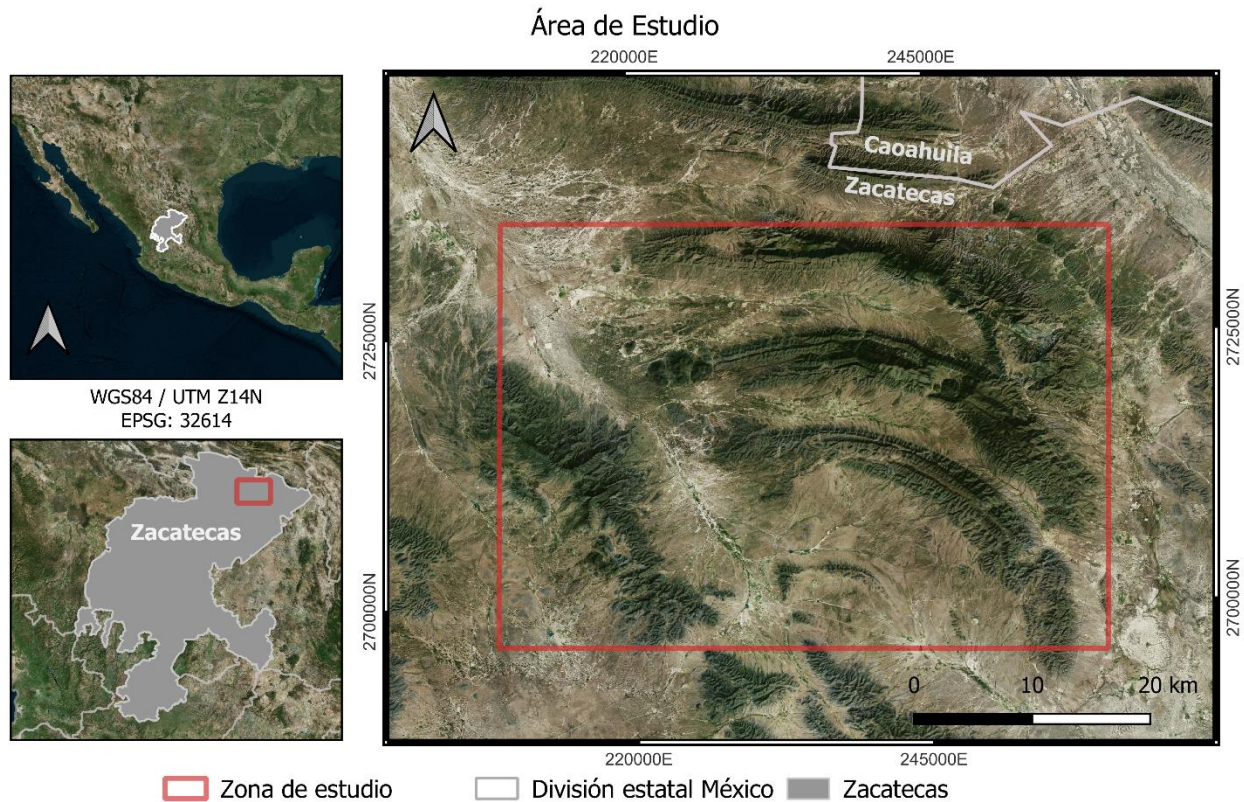 Área de Estudio
220000E
245000E
Caoahuila
Zacatecas
2725000N
2725000N
WGS84 / UTM Z14N
EPSG: 32614
Zacatecas
2700000N
2700000N
0
10
20 km
220000E
245000E
Zona de estudio
División estatal México
Zacatecas